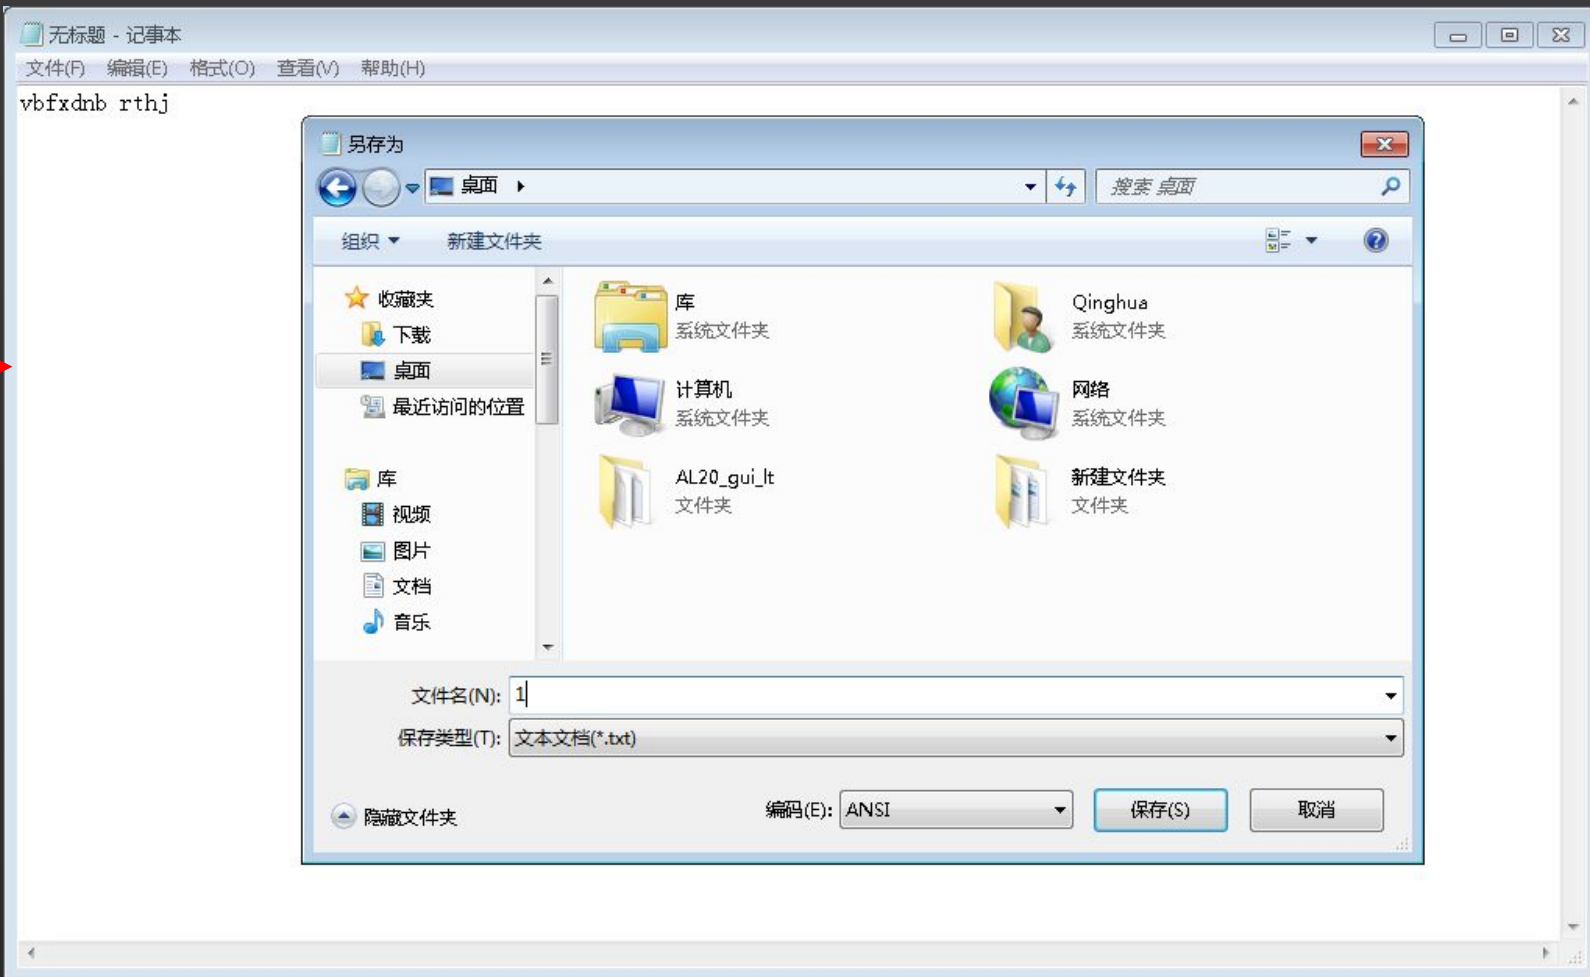 无标题 - 记事本
文件(F) 编辑(E) 格式(O) 查看(V) 帮助(H)
vbfxdnb rthj
另存为
桌面
搜索 桌面
组织 新建文件夹
收藏夹
下载
桌面
最近访问的位置
库
视频
图片
文档
音乐
库
系统文件夹
Qinghua
系统文件夹
计算机
系统文件夹
网络
系统文件夹
AL20_gui_lt
文件夹
新建文件夹
文件夹
文件名(N): 1
保存类型(T): 文本文档(*.txt)
隐藏文件夹 编码(E): ANSI 保存(S) 取消